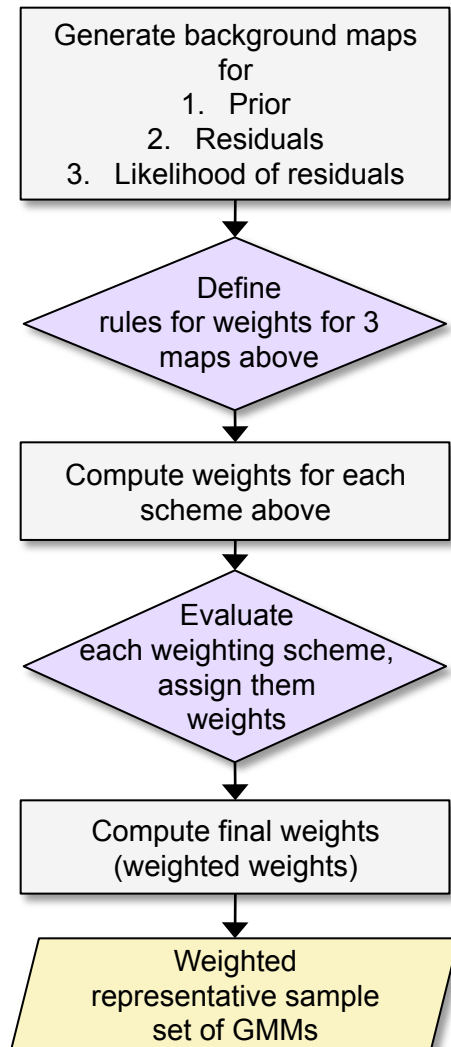 Generate background maps
for
1. Prior
2. Residuals
3. Likelihood of residuals
Define
rules for weights for 3
maps above
Compute weights for each
scheme above
Evaluate
each weighting scheme,
assign them
weights
Compute final weights
(weighted weights)
Weighted
representative sample
set of GMMs